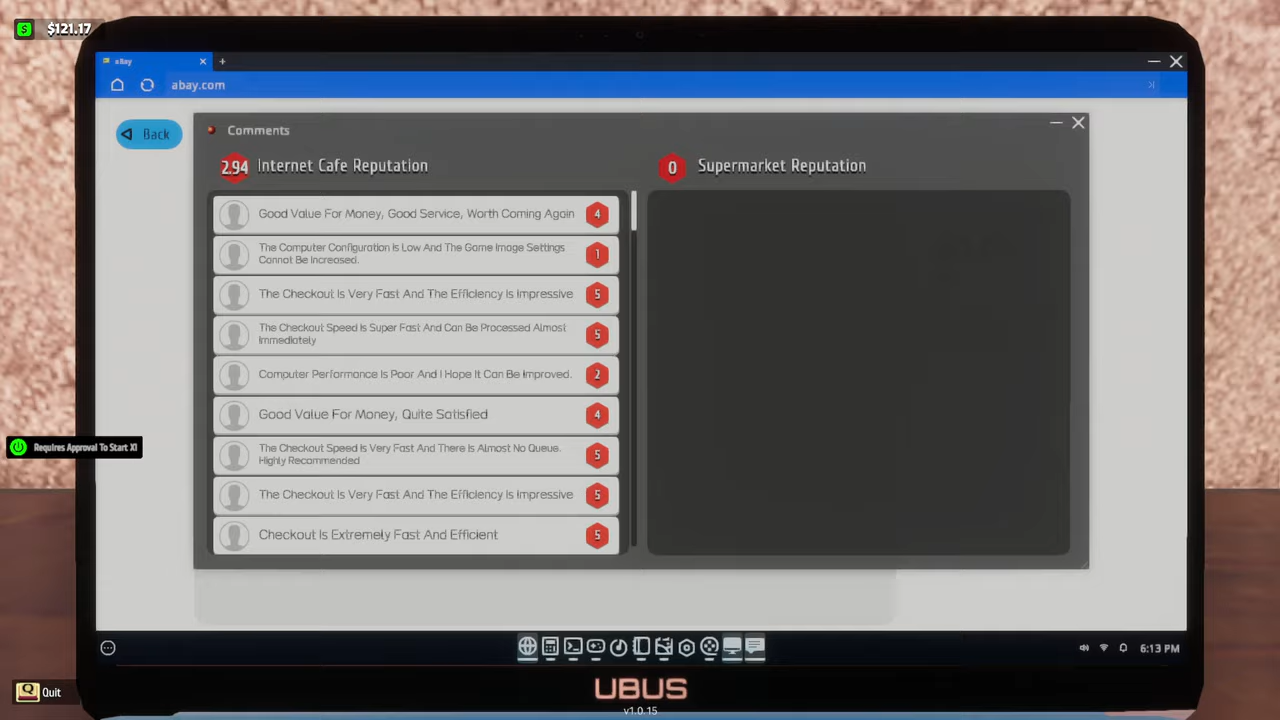 $121.17
aBay
abay.com
Back
Comments
2.94 Internet Cafe Reputation
Good Value For Money, Good Service, Worth Coming Again 4
The Computer Configuration Is Low And The Game Image Settings
Cannot Be Increased. 1
The Checkout Is Very Fast And The Efficiency Is Impressive 5
The Checkout Speed Is Super Fast And Can Be Processed Almost
Immediately 5
Computer Performance Is Poor And I Hope It Can Be Improved. 2
Good Value For Money, Quite Satisfied 4
The Checkout Speed Is Very Fast And There Is Almost No Queue.
Highly Recommended 5
The Checkout Is Very Fast And The Efficiency Is Impressive 5
Checkout Is Extremely Fast And Efficient 5
0 Supermarket Reputation
Requires Approval To Start X1
6:13 PM
Q Quit
UBUS
v1.0.15